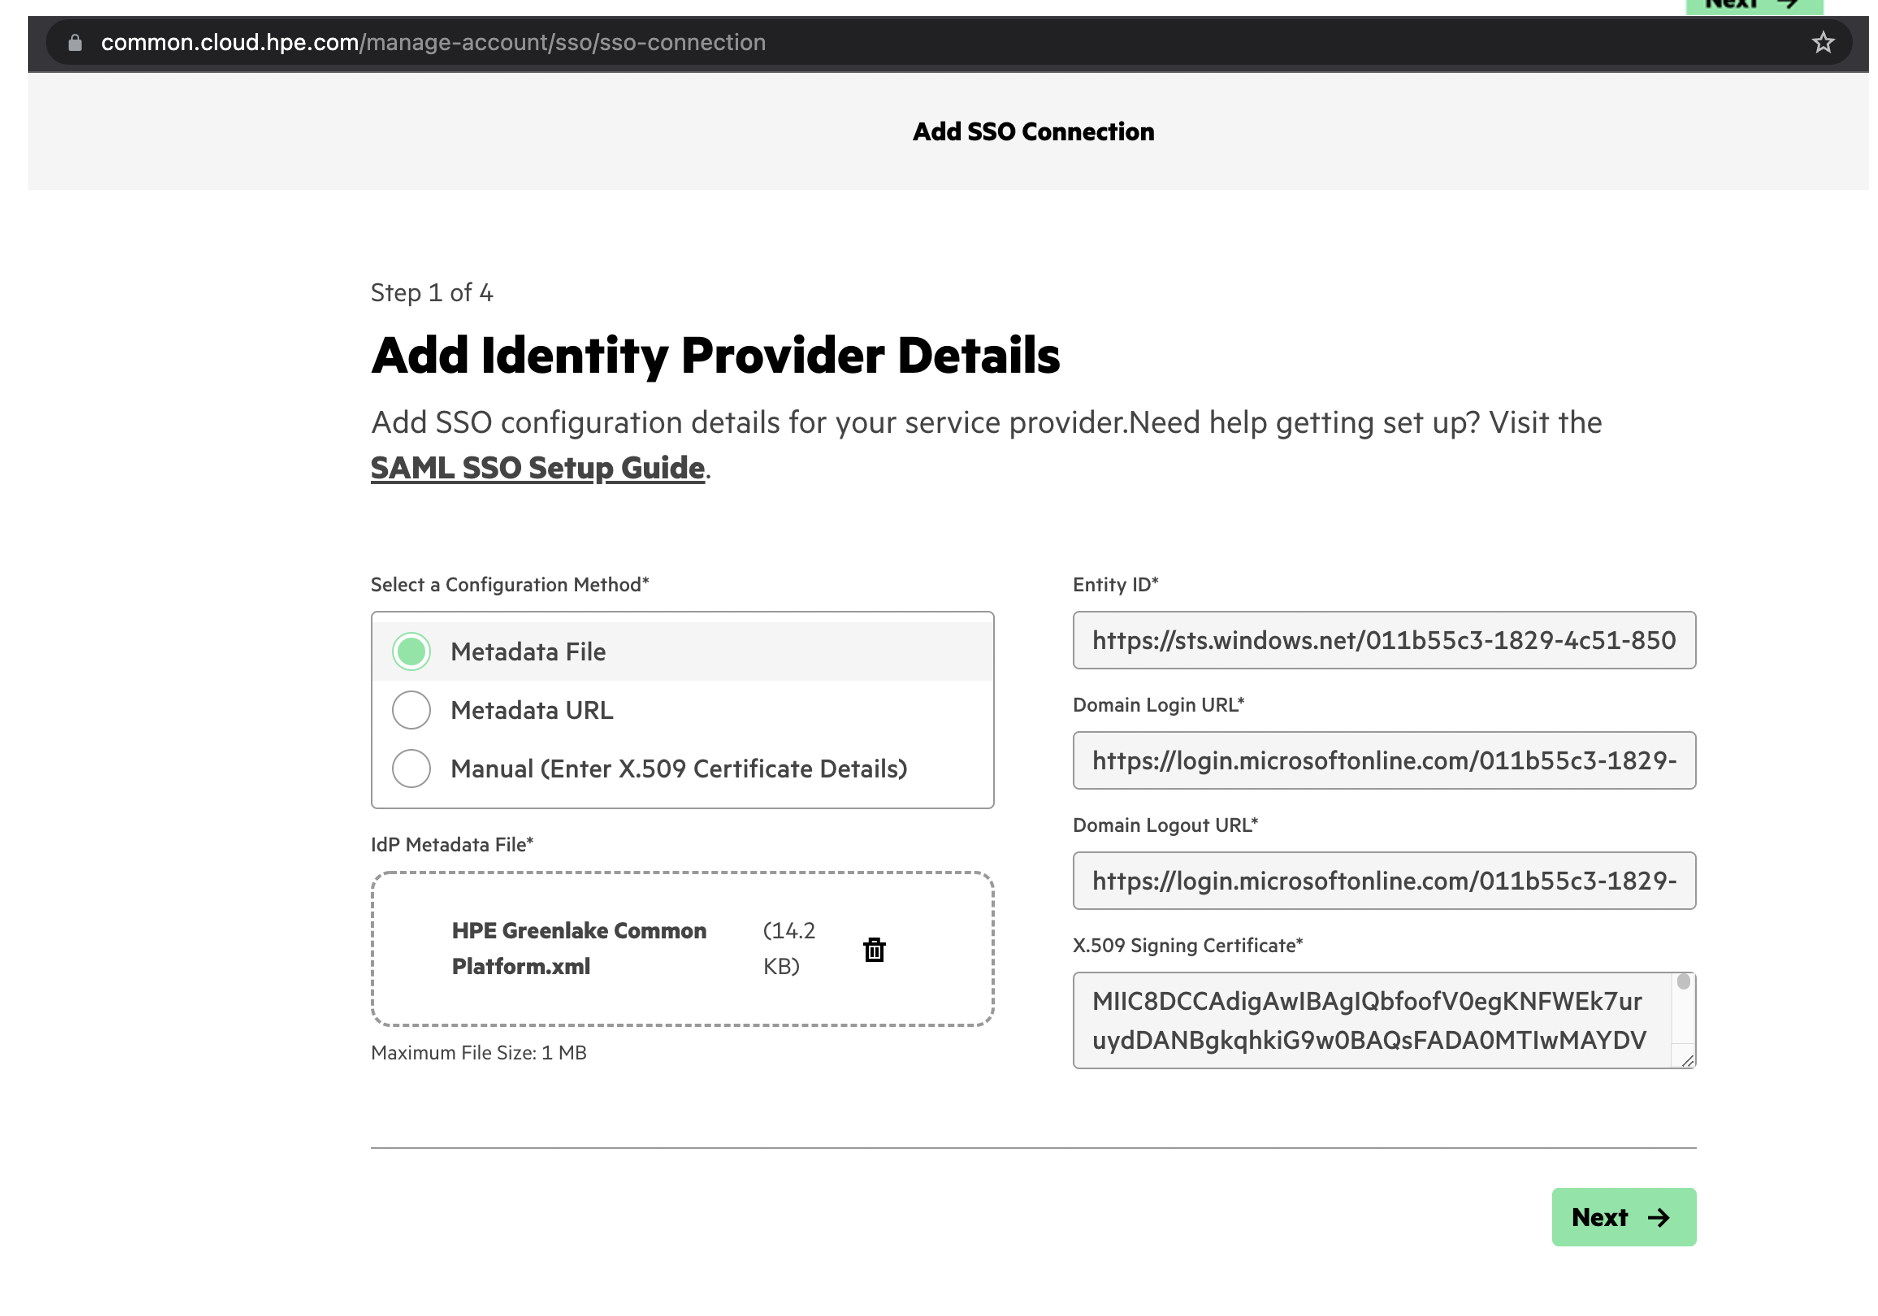 Next →
common.cloud.hpe.com/manage-account/sso/sso-connection
Add SSO Connection
Step 1 of 4
Add Identity Provider Details
Add SSO configuration details for your service provider.Need help getting set up? Visit the
SAML SSO Setup Guide.
Select a Configuration Method*
Metadata File
Metadata URL
Manual (Enter X.509 Certificate Details)
IdP Metadata File*
HPE Greenlake Common (14.2
Platform.xml KB)
Maximum File Size: 1 MB
Entity ID*
https://sts.windows.net/011b55c3-1829-4c51-850
Domain Login URL*
https://login.microsoftonline.com/011b55c3-1829-
Domain Logout URL*
https://login.microsoftonline.com/011b55c3-1829-
X.509 Signing Certificate*
MIIC8DCCAdigAwIBAgIQbfoofV0egKNFWEk7ur
uydDANBgkqhkiG9w0BAQsFADA0MTIwMAYDV
Next →